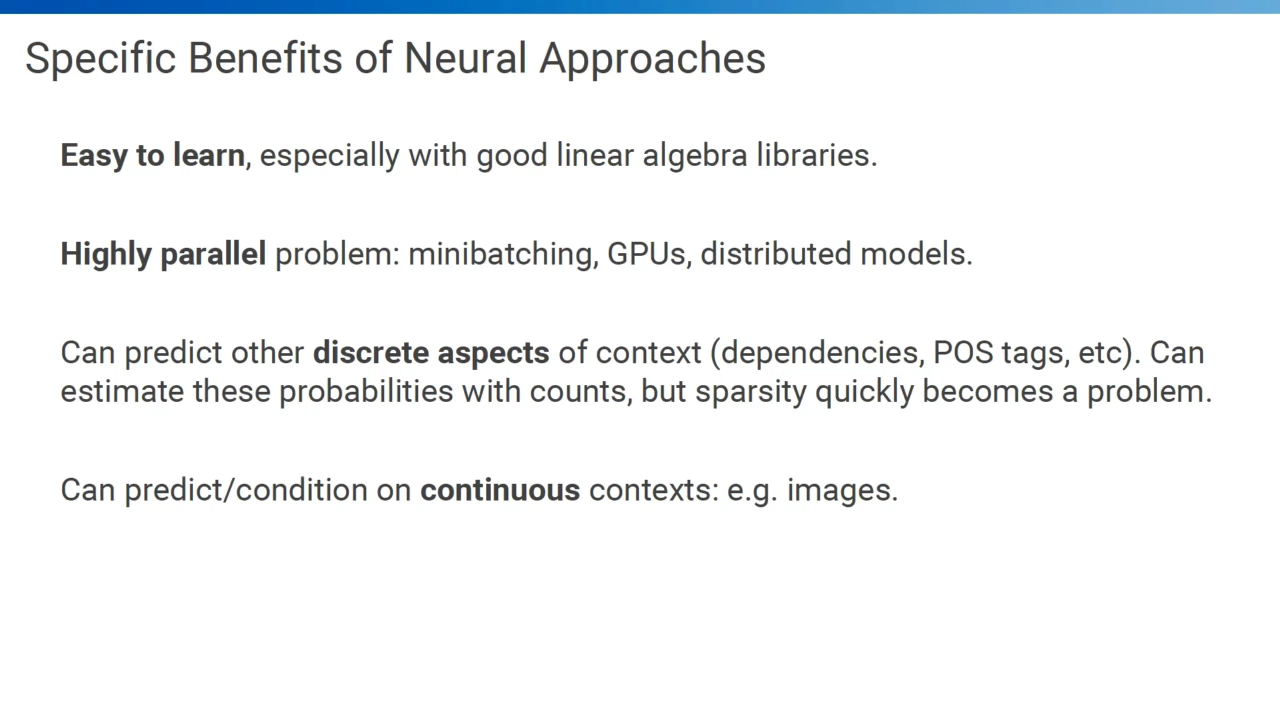 Specific Benefits of Neural Approaches
Easy to learn, especially with good linear algebra libraries.
Highly parallel problem: minibatching, GPUs, distributed models.
Can predict other discrete aspects of context (dependencies, POS tags, etc). Can
estimate these probabilities with counts, but sparsity quickly becomes a problem.
Can predict/condition on continuous contexts: e.g. images.